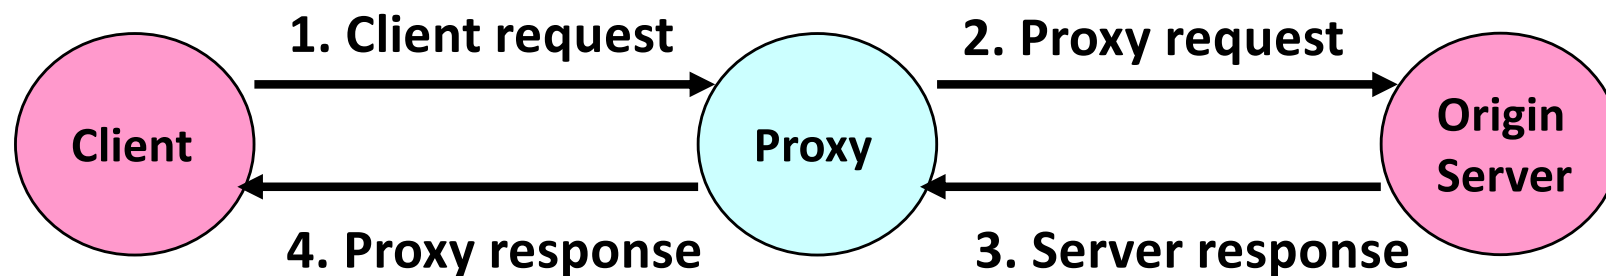 1. Client request
2. Proxy request
Client
Proxy
Origin
Server
4. Proxy response
3. Server response